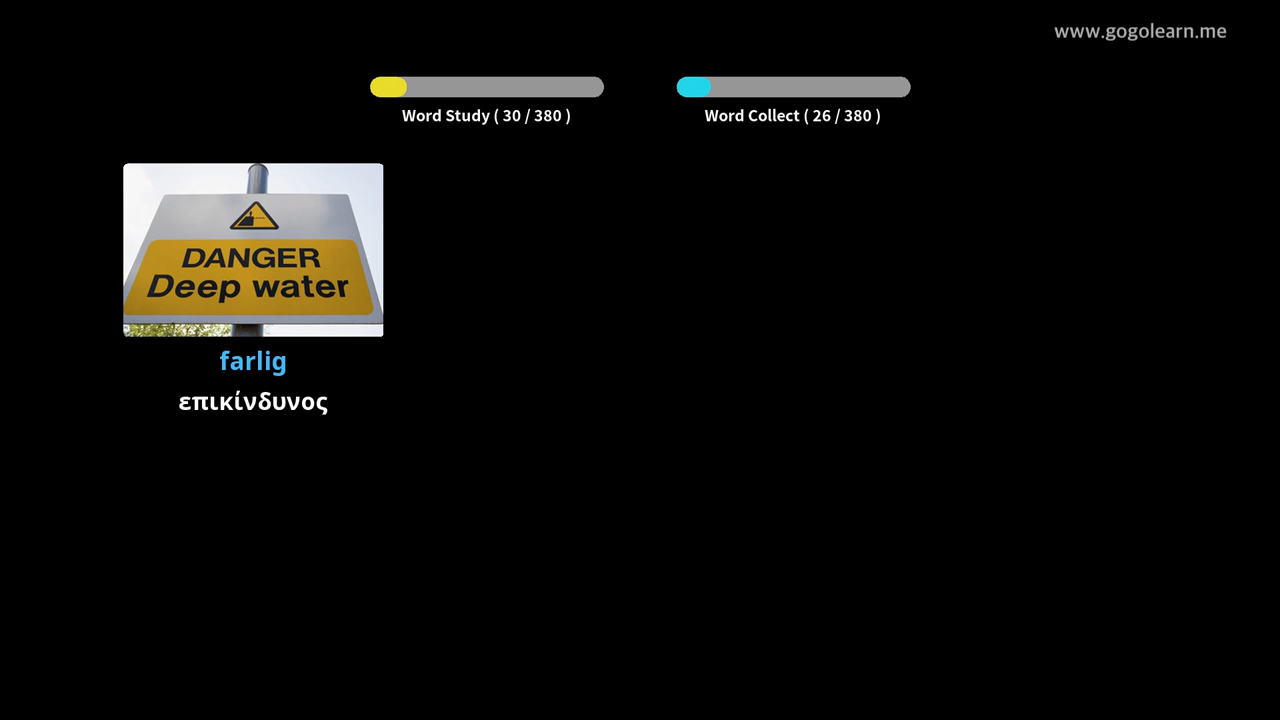 www.gogolearn.me
Word Study ( 30 / 380 )
Word Collect ( 26 / 380 )
DANGER
Deep water
farlig
επικίνδυνος